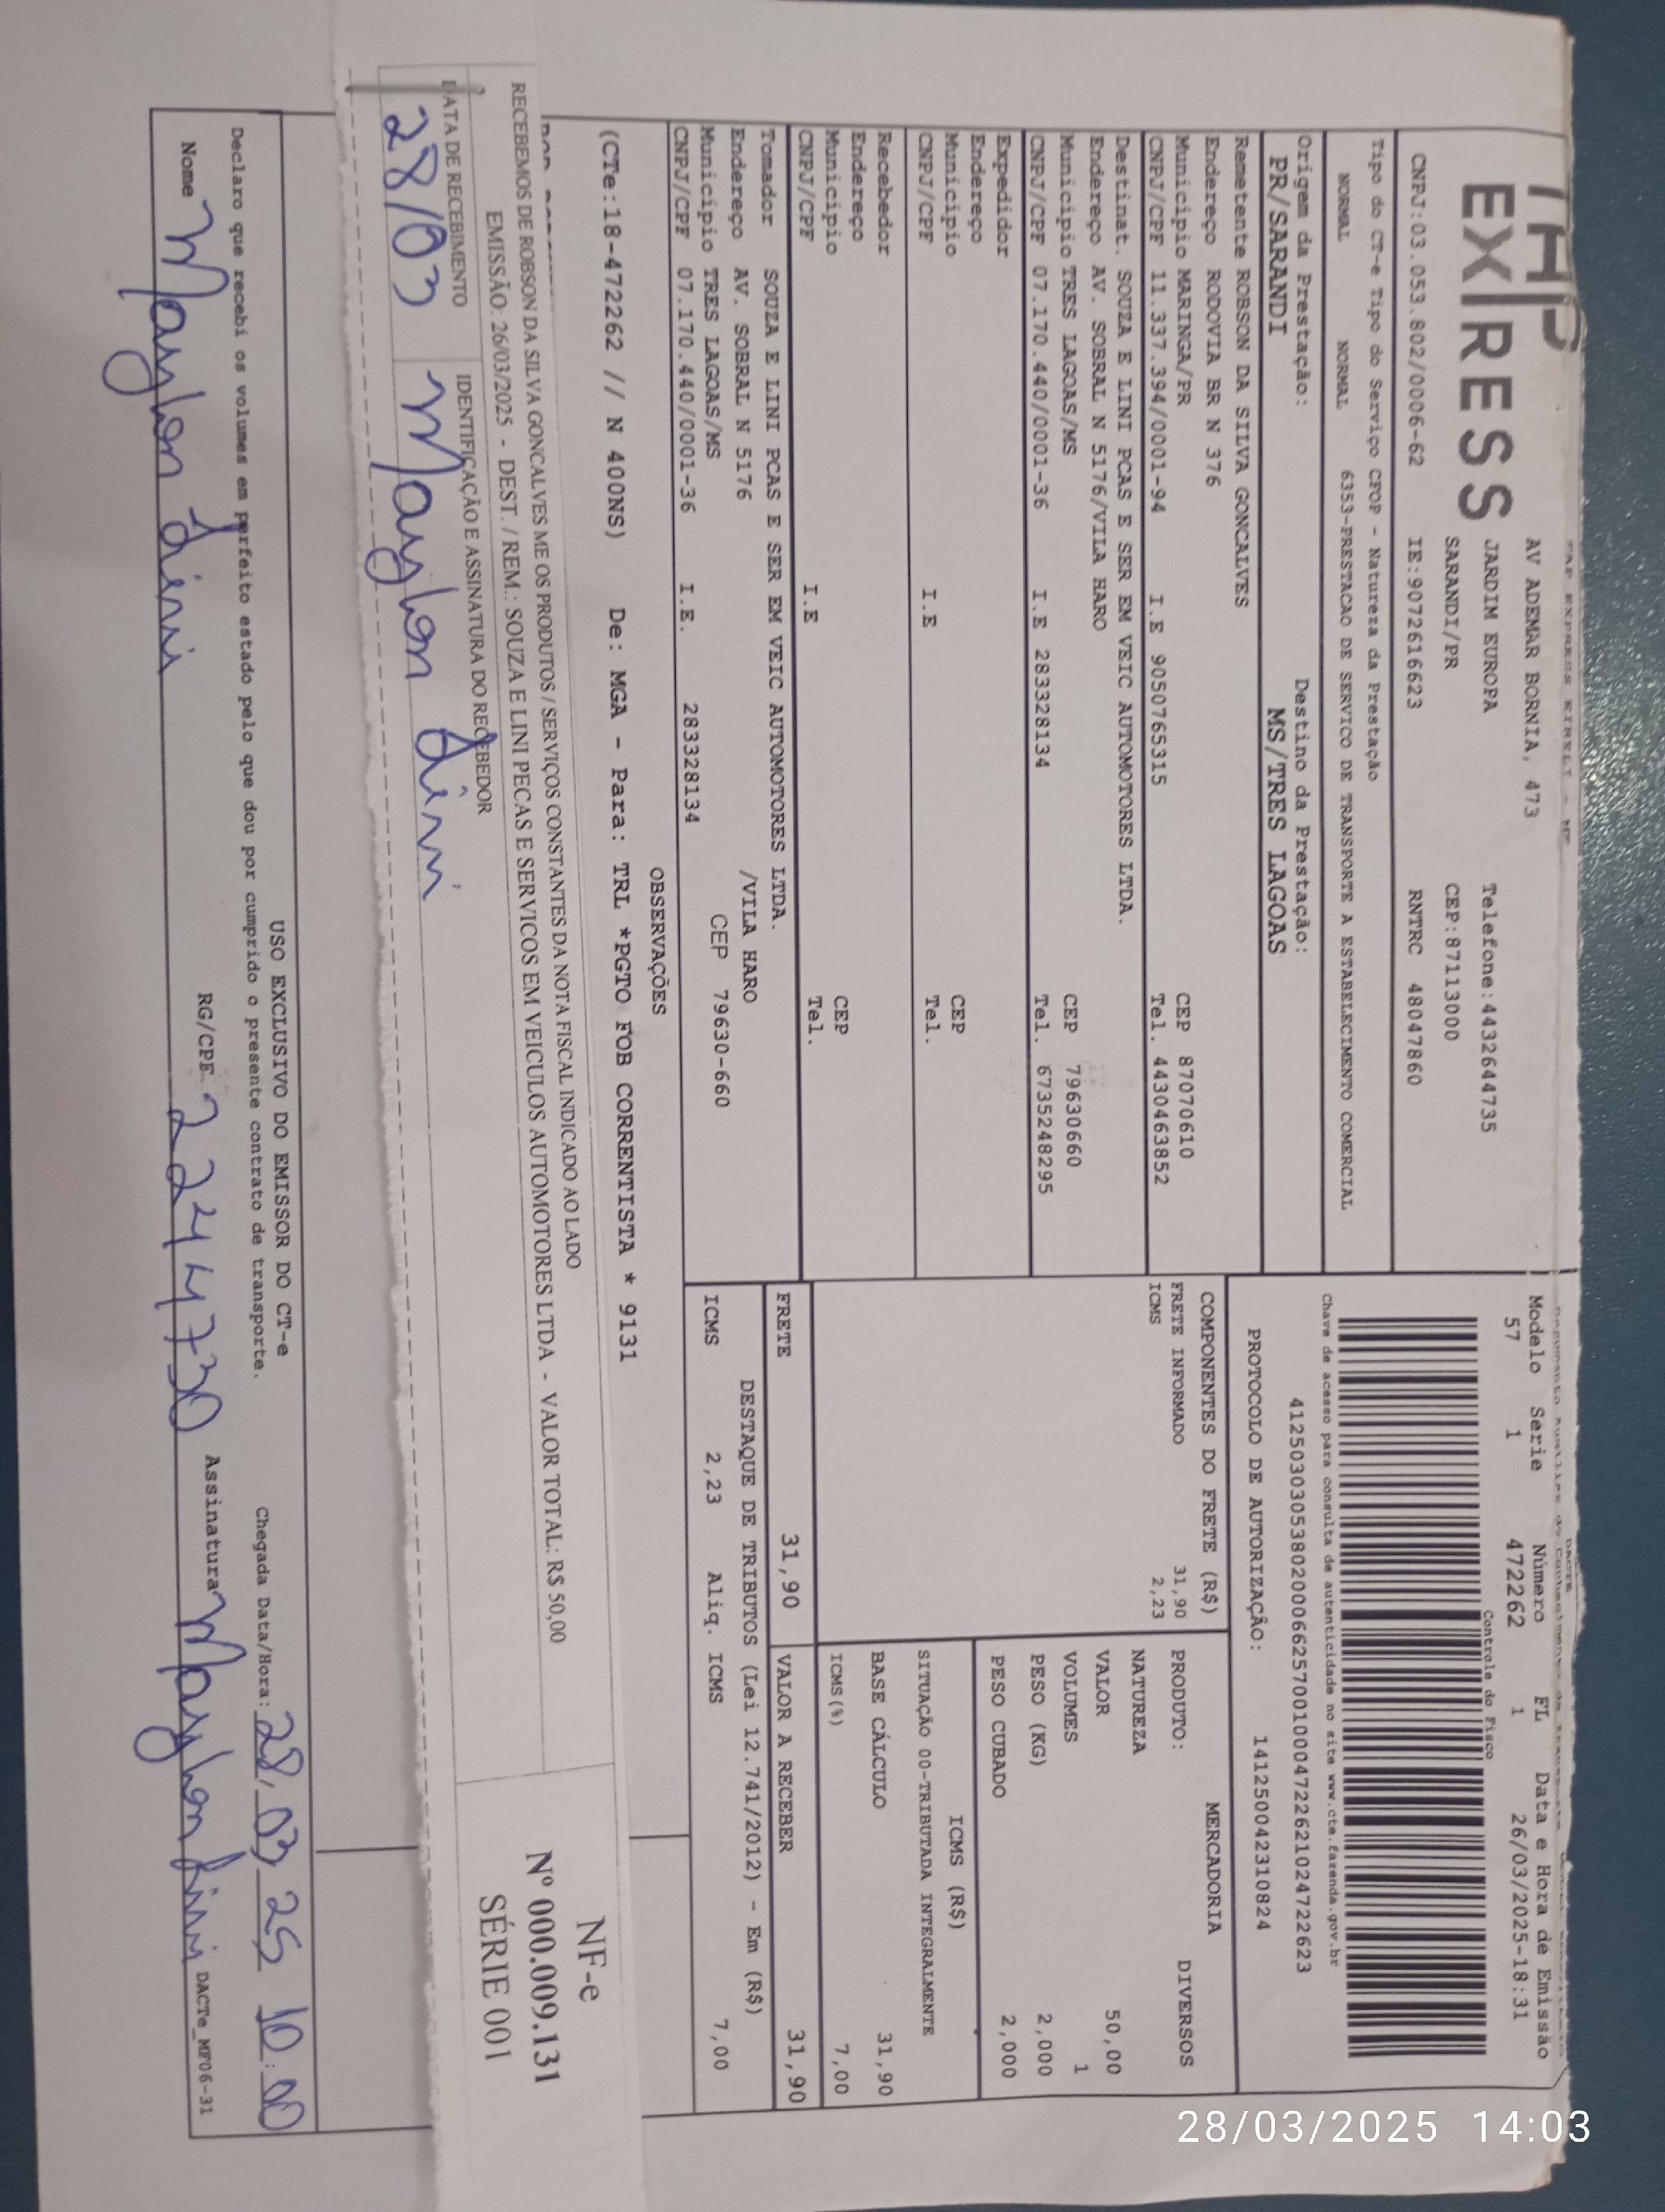 TAP EXPRESS EIRELI - ME
EXPRESS
AV ADEMAR BORNIA, 473
JARDIM EUROPA Telefone:4432644735
SARANDI/PR CEP:87113000
CNPJ:03.053.802/0006-62 IE:9072616623 RNTRC 48047860
Tipo do CT-e Tipo do Serviço CFOP - Natureza da Prestação
NORMAL NORMAL 6353-PRESTACAO DE SERVICO DE TRANSPORTE A ESTABELECIMENTO COMERCIAL
Origem da Prestação: Destino da Prestação:
PR/SARANDI MS/TRES LAGOAS
Remetente ROBSON DA SILVA GONCALVES
Endereço RODOVIA BR N 376
Município MARINGA/PR CEP 87070610
CNPJ/CPF 11.337.394/0001-94 I.E 9050765315 Tel. 4430463852
Destinat. SOUZA E LINI PCAS E SER EM VEIC AUTOMOTORES LTDA.
Endereço AV. SOBRAL N 5176/VILA HARO
Município TRES LAGOAS/MS CEP 79630660
CNPJ/CPF 07.170.440/0001-36 I.E 283328134 Tel. 6735248295
Expedidor
Endereço
Município CEP
CNPJ/CPF I.E Tel.
Recebedor
Endereço
Município CEP
CNPJ/CPF I.E Tel.
Tomador SOUZA E LINI PCAS E SER EM VEIC AUTOMOTORES LTDA.
Endereço AV. SOBRAL N 5176 /VILA HARO
Município TRES LAGOAS/MS CEP 79630-660
CNPJ/CPF 07.170.440/0001-36 I.E. 283328134
Modelo Série Número FL Data e Hora de Emissão
57 1 472262 1 26/03/2025-18:31
Controle do Fisco
Chave de acesso para consulta de autenticidade no site www.cte.fazenda.gov.br
41250303053802000662570010004722621024722623
PROTOCOLO DE AUTORIZAÇÃO: 141250042310824
COMPONENTES DO FRETE (R$)
FRETE INFORMADO 31,90
ICMS 2,23
MERCADORIA
PRODUTO: DIVERSOS
NATUREZA
VALOR 50,00
VOLUMES 1
PESO (KG) 2,000
PESO CUBADO 2,000
ICMS (R$)
SITUAÇÃO 00-TRIBUTADA INTEGRALMENTE
BASE CÁLCULO 31,90
ICMS(%) 7,00
FRETE 31,90 VALOR A RECEBER 31,90
DESTAQUE DE TRIBUTOS (Lei 12.741/2012) - Em (R$)
ICMS 2,23 Aliq. ICMS 7,00
OBSERVAÇÕES
(CTe:18-472262 // N 400NS) De: MGA - Para: TRL *PGTO FOB CORRENTISTA * 9131
RECEBEMOS DE ROBSON DA SILVA GONCALVES ME OS PRODUTOS / SERVIÇOS CONSTANTES DA NOTA FISCAL INDICADO AO LADO
EMISSÃO: 26/03/2025 - DEST. / REM.: SOUZA E LINI PECAS E SERVICOS EM VEICULOS AUTOMOTORES LTDA - VALOR TOTAL: R$ 50,00
DATA DE RECEBIMENTO IDENTIFICAÇÃO E ASSINATURA DO RECEBEDOR
28/03 Maylon Lini
NF-e
Nº 000.009.131
SÉRIE 001
USO EXCLUSIVO DO EMISSOR DO CT-e
Declaro que recebi os volumes em perfeito estado pelo que dou por cumprido o presente contrato de transporte. Chegada Data/Hora: 28/03/25 10:00
Nome Maylon Lini RG/CPF. 2244730 Assinatura Maylon Lini DACTe_MF06-31
28/03/2025 14:03